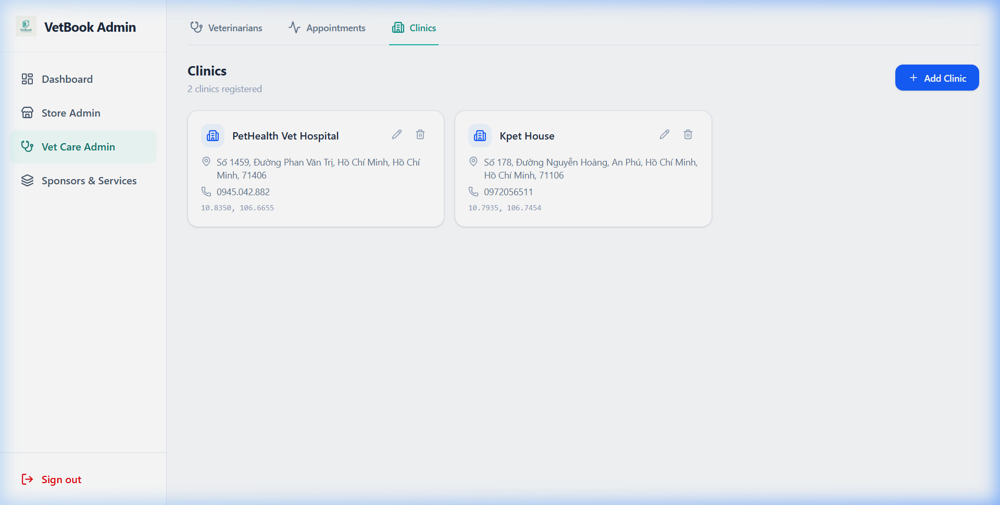 VetBook
VetBook Admin
Dashboard
Store Admin
Vet Care Admin
Sponsors & Services
Sign out
Veterinarians
Appointments
Clinics
Clinics
2 clinics registered
Add Clinic
PetHealth Vet Hospital
Số 1459, Đường Phan Văn Trị, Hồ Chí Minh, Hồ Chí
Minh, 71406
0945.042.882
10.8350, 106.6655
Kpet House
Số 178, Đường Nguyễn Hoàng, An Phú, Hồ Chí Minh,
Hồ Chí Minh, 71106
0972056511
10.7935, 106.7454